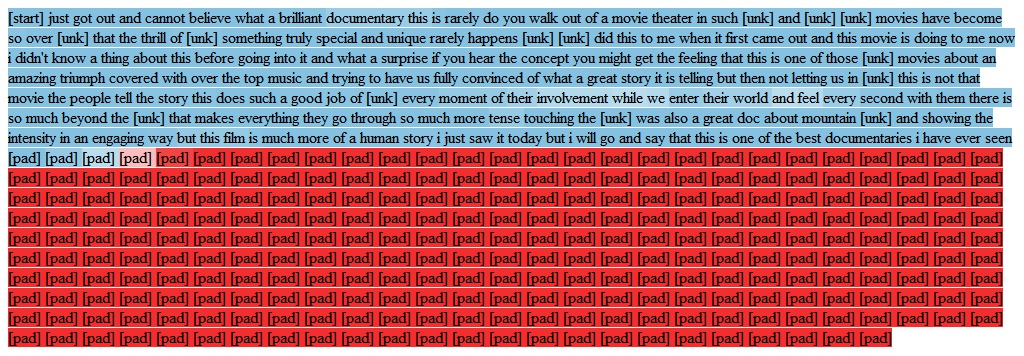 [start] just got out and cannot believe what a brilliant documentary this is rarely do you walk out of a movie theater in such [unk] and [unk] [unk] movies have become
so over [unk] that the thrill of [unk] something truly special and unique rarely happens [unk] [unk] did this to me when it first came out and this movie is doing to me now
i didn't know a thing about this before going into it and what a surprise if you hear the concept you might get the feeling that this is one of those [unk] movies about an
amazing triumph covered with over the top music and trying to have us fully convinced of what a great story it is telling but then not letting us in [unk] this is not that
movie the people tell the story this does such a good job of [unk] every moment of their involvement while we enter their world and feel every second with them there is
so much beyond the [unk] that makes everything they go through so much more tense touching the [unk] was also a great doc about mountain [unk] and showing the
intensity in an engaging way but this film is much more of a human story i just saw it today but i will go and say that this is one of the best documentaries i have ever seen
[pad] [pad] [pad] [pad] [pad] [pad] [pad] [pad] [pad] [pad] [pad] [pad] [pad] [pad] [pad] [pad] [pad] [pad] [pad] [pad] [pad] [pad] [pad] [pad] [pad] [pad] [pad]
[pad] [pad] [pad] [pad] [pad] [pad] [pad] [pad] [pad] [pad] [pad] [pad] [pad] [pad] [pad] [pad] [pad] [pad] [pad] [pad] [pad] [pad] [pad] [pad] [pad] [pad] [pad]
[pad] [pad] [pad] [pad] [pad] [pad] [pad] [pad] [pad] [pad] [pad] [pad] [pad] [pad] [pad] [pad] [pad] [pad] [pad] [pad] [pad] [pad] [pad] [pad] [pad] [pad] [pad]
[pad] [pad] [pad] [pad] [pad] [pad] [pad] [pad] [pad] [pad] [pad] [pad] [pad] [pad] [pad] [pad] [pad] [pad] [pad] [pad] [pad] [pad] [pad] [pad] [pad] [pad] [pad]
[pad] [pad] [pad] [pad] [pad] [pad] [pad] [pad] [pad] [pad] [pad] [pad] [pad] [pad] [pad] [pad] [pad] [pad] [pad] [pad] [pad] [pad] [pad] [pad] [pad] [pad] [pad]
[pad] [pad] [pad] [pad] [pad] [pad] [pad] [pad] [pad] [pad] [pad] [pad] [pad] [pad] [pad] [pad] [pad] [pad] [pad] [pad] [pad] [pad] [pad] [pad] [pad] [pad] [pad]
[pad] [pad] [pad] [pad] [pad] [pad] [pad] [pad] [pad] [pad] [pad] [pad] [pad] [pad] [pad] [pad] [pad] [pad] [pad] [pad] [pad] [pad] [pad] [pad] [pad] [pad] [pad]
[pad] [pad] [pad] [pad] [pad] [pad] [pad] [pad] [pad] [pad] [pad] [pad] [pad] [pad] [pad] [pad] [pad] [pad] [pad] [pad] [pad] [pad] [pad] [pad] [pad] [pad] [pad]
[pad] [pad] [pad] [pad] [pad] [pad] [pad] [pad] [pad] [pad] [pad] [pad] [pad] [pad] [pad] [pad] [pad] [pad] [pad] [pad] [pad] [pad] [pad] [pad] [pad] [pad] [pad]
[pad] [pad] [pad] [pad] [pad] [pad] [pad] [pad] [pad] [pad] [pad] [pad] [pad] [pad] [pad] [pad] [pad] [pad] [pad] [pad] [pad] [pad] [pad] [pad]